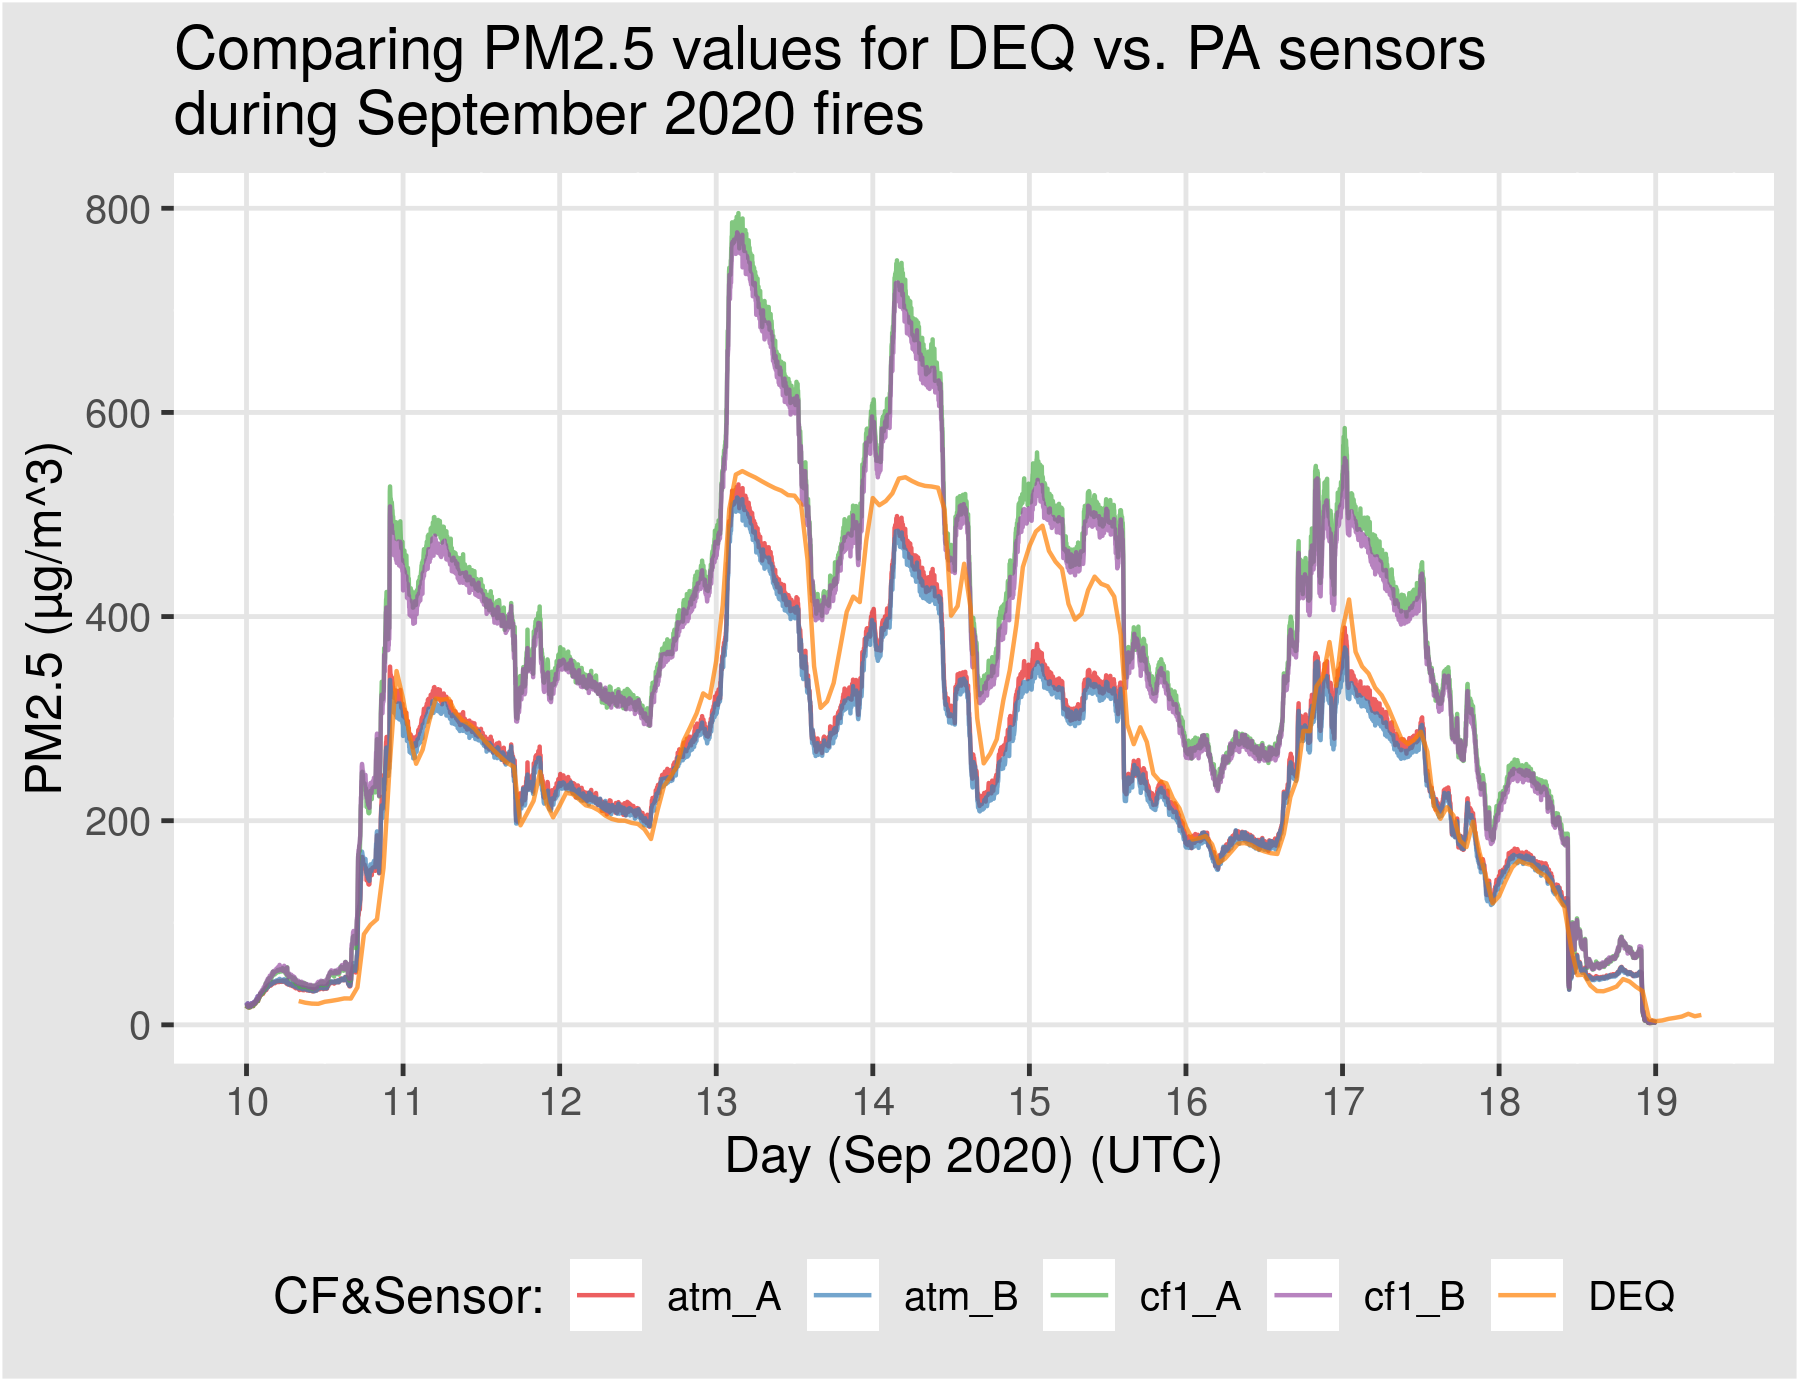 Comparing PM2.5 values for DEQ vs. PA sensors
during September 2020 fires
PM2.5 (µg/m^3)
800
600
400
200
0
10 11 12 13 14 15 16 17 18 19
Day (Sep 2020) (UTC)
CF&Sensor: atm_A atm_B cf1_A cf1_B DEQ